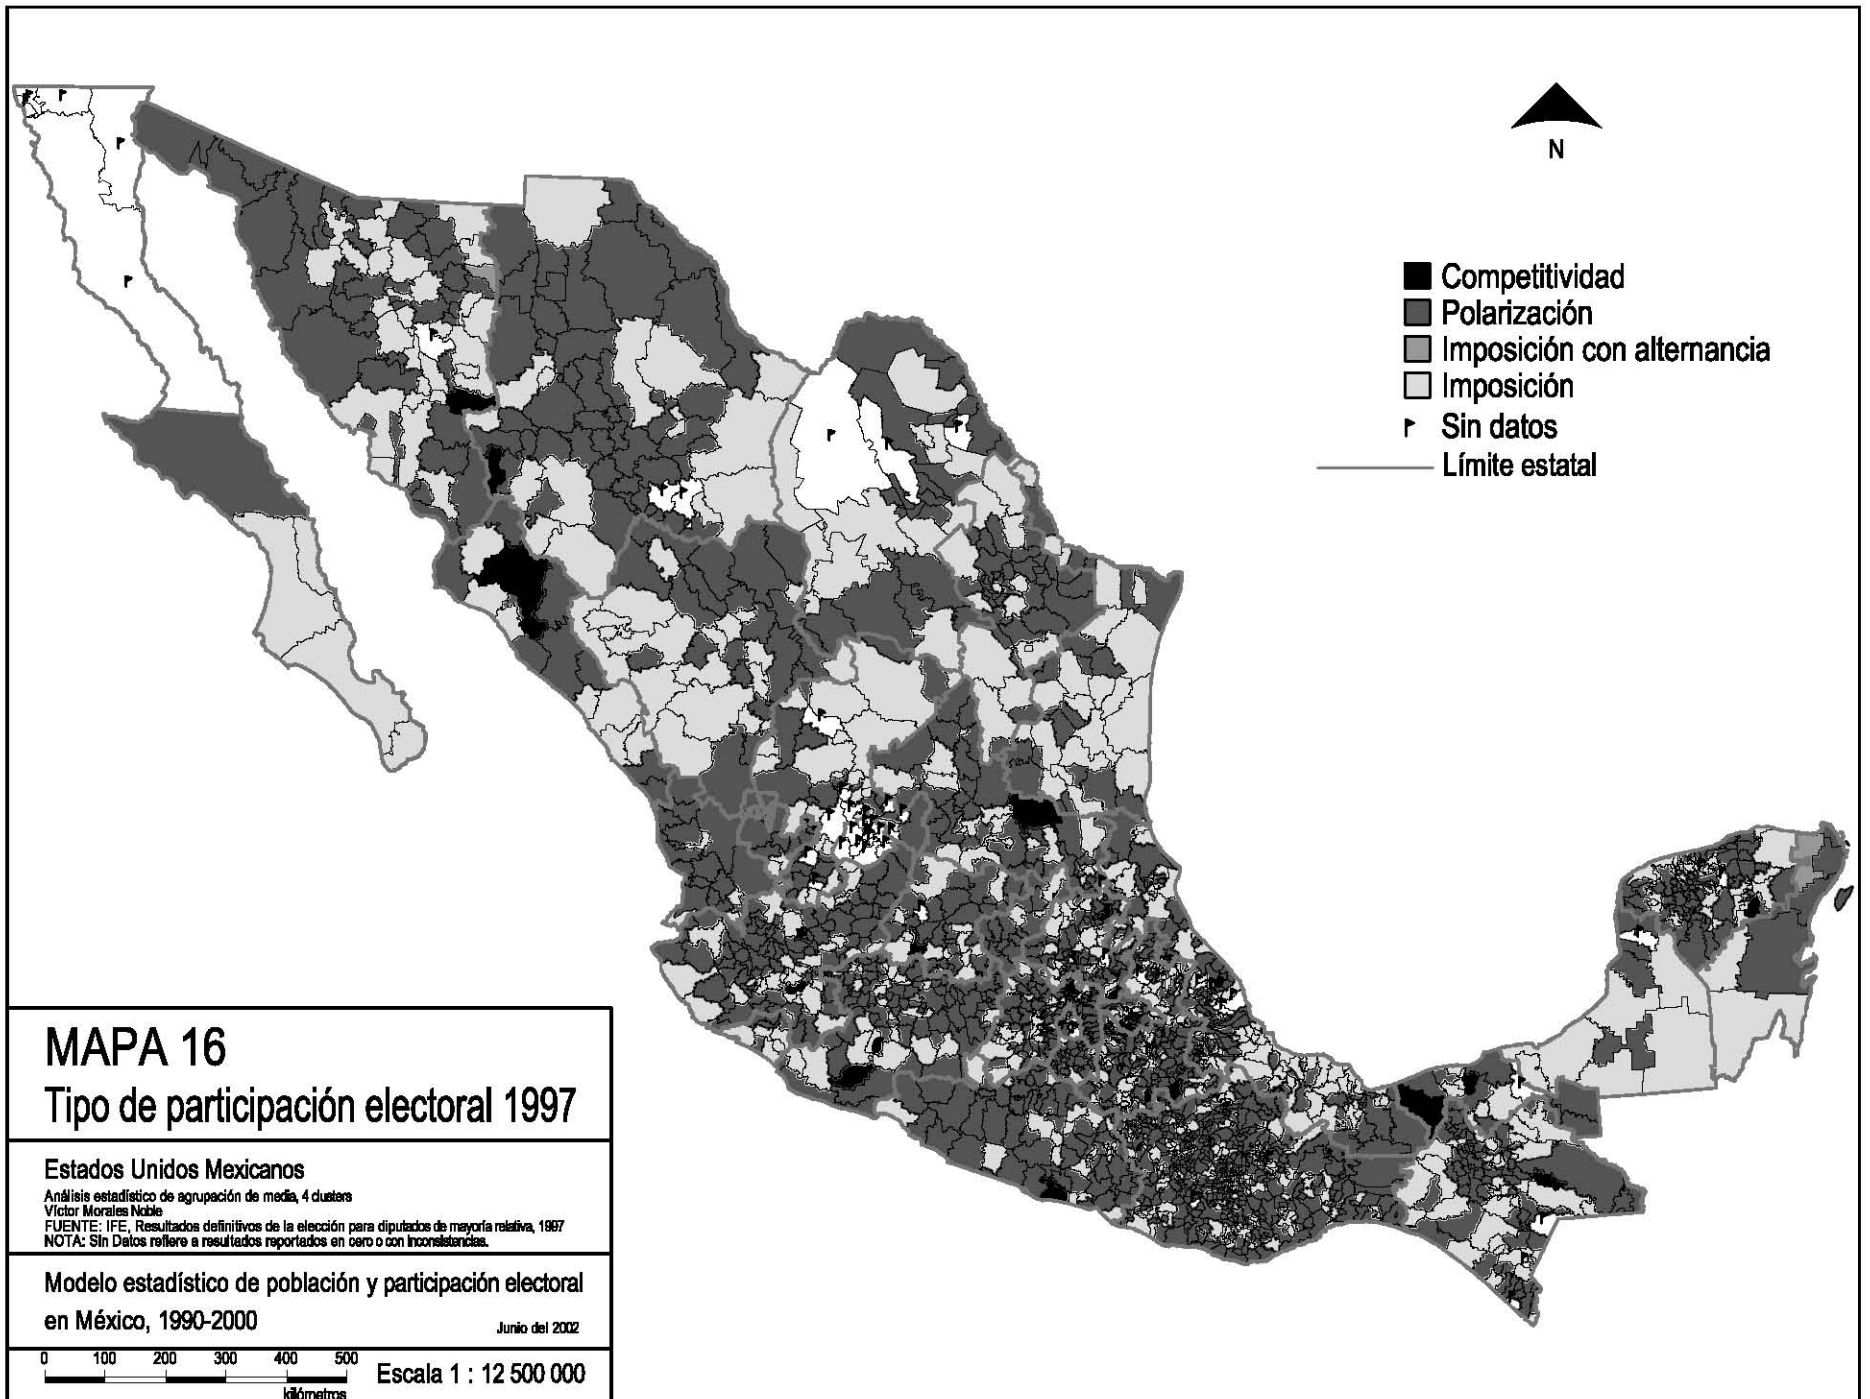 N
Competitividad
Polarización
Imposición con alternancia
Imposición
Sin datos
Límite estatal
MAPA 16
Tipo de participación electoral 1997
Estados Unidos Mexicanos
Análisis estadístico de agrupación de media, 4 clusters
Víctor Morales Noble
FUENTE: IFE, Resultados definitivos de la elección para diputados de mayoría relativa, 1997
NOTA: Sin Datos refiere a resultados reportados en cero o con inconsistencias.
Modelo estadístico de población y participación electoral
en México, 1990-2000
Junio del 2002
0 100 200 300 400 500
kilómetros
Escala 1 : 12 500 000